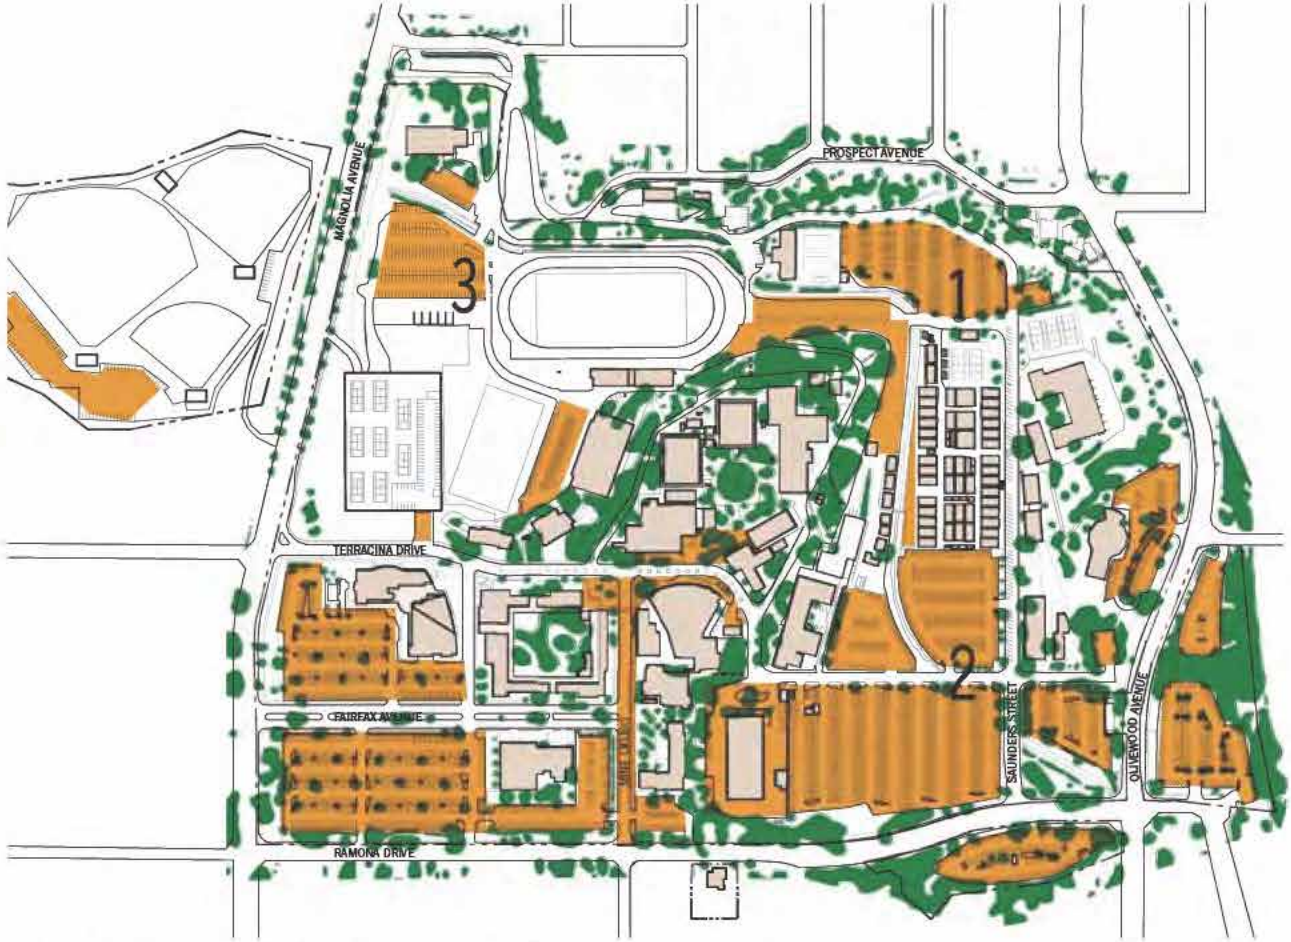 PROSPECT AVENUE
MAGNOLIA AVENUE
3
1
TERRACINA DRIVE
2
FAIRFAX AVENUE
SAUNDERS STREET
OLIVEWOOD AVENUE
RAMONA DRIVE